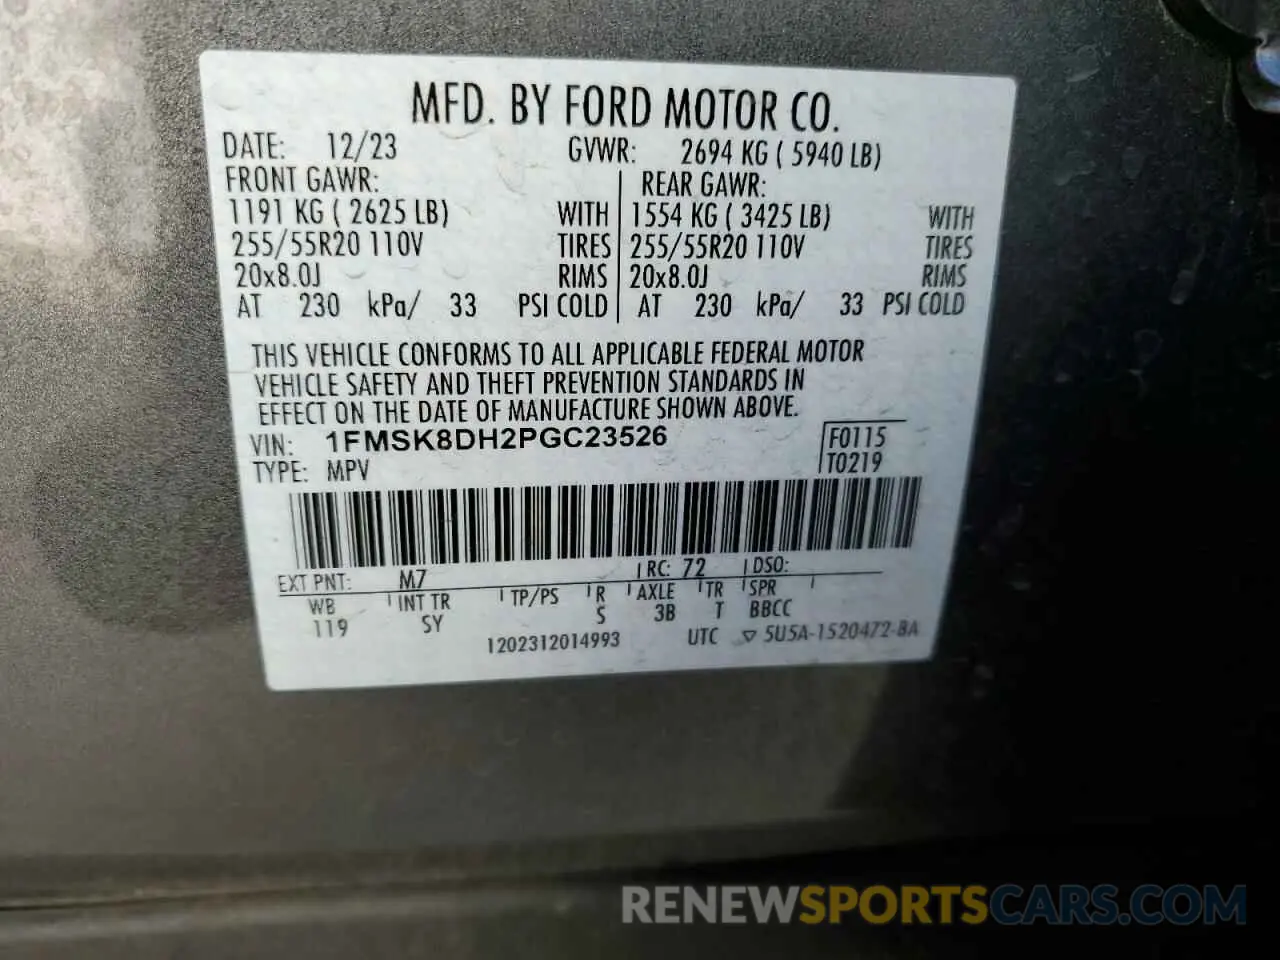 MFD. BY FORD MOTOR CO.
DATE: 12/23 GVWR: 2694 KG ( 5940 LB)
FRONT GAWR: REAR GAWR:
1191 KG ( 2625 LB) WITH 1554 KG ( 3425 LB) WITH
255/55R20 110V TIRES 255/55R20 110V TIRES
20x8.0J RIMS 20x8.0J RIMS
AT 230 kPa/ 33 PSI COLD AT 230 kPa/ 33 PSI COLD
THIS VEHICLE CONFORMS TO ALL APPLICABLE FEDERAL MOTOR
VEHICLE SAFETY AND THEFT PREVENTION STANDARDS IN
EFFECT ON THE DATE OF MANUFACTURE SHOWN ABOVE.
VIN: 1FMSK8DH2PGC23526 F0115
TYPE: MPV T0219
EXT PNT: M7 RC: 72 DSO:
WB INT TR TP/PS R AXLE TR SPR
119 SY S 3B T BBCC
1202312014993 UTC ▽ 5U5A-1520472-BA
RENEWSPORTSCARS.COM